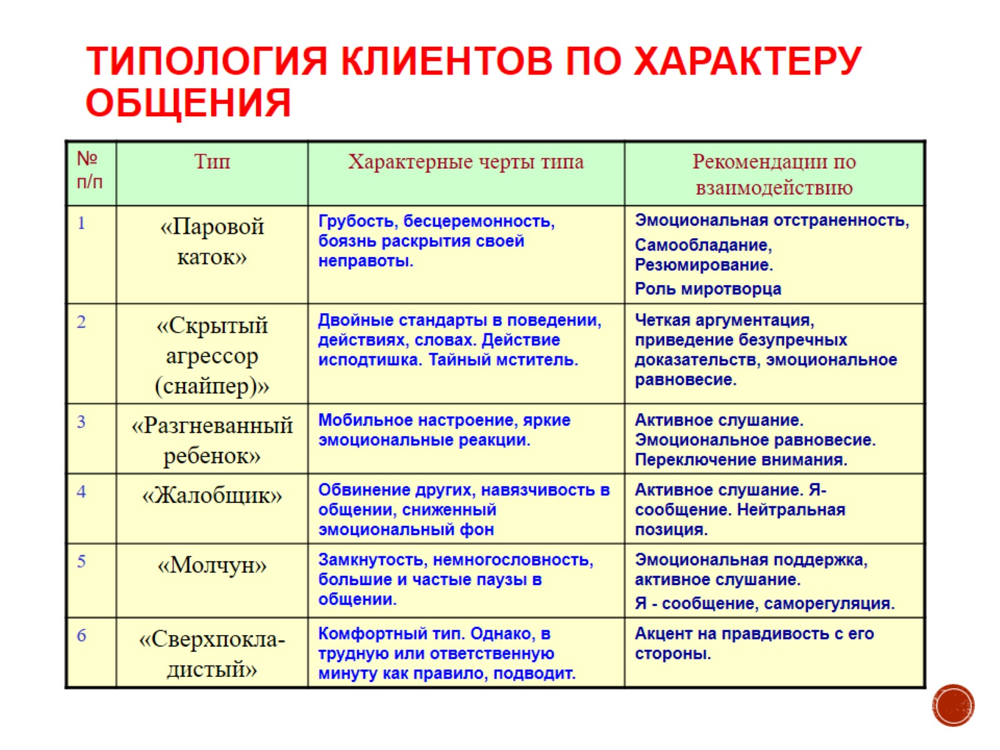 ТИПОЛОГИЯ КЛИЕНТОВ ПО ХАРАКТЕРУ
ОБЩЕНИЯ
№
п/п
Тип
Характерные черты типа
Рекомендации по
взаимодействию
1
«Паровой
каток»
Грубость, бесцеремонность,
боязнь раскрытия своей
неправоты.
Эмоциональная отстраненность,
Самообладание,
Резюмирование.
Роль миротворца
2
«Скрытый
агрессор
(снайпер)»
Двойные стандарты в поведении,
действиях, словах. Действие
исподтишка. Тайный мститель.
Четкая аргументация,
приведение безупречных
доказательств, эмоциональное
равновесие.
3
«Разгневанный
ребенок»
Мобильное настроение, яркие
эмоциональные реакции.
Активное слушание.
Эмоциональное равновесие.
Переключение внимания.
4
«Жалобщик»
Обвинение других, навязчивость в
общении, сниженный
эмоциональный фон
Активное слушание. Я-
сообщение. Нейтральная
позиция.
5
«Молчун»
Замкнутость, немногословность,
большие и частые паузы в
общении.
Эмоциональная поддержка,
активное слушание.
Я - сообщение, саморегуляция.
6
«Сверхпокла-
дистый»
Комфортный тип. Однако, в
трудную или ответственную
минуту как правило, подводит.
Акцент на правдивость с его
стороны.